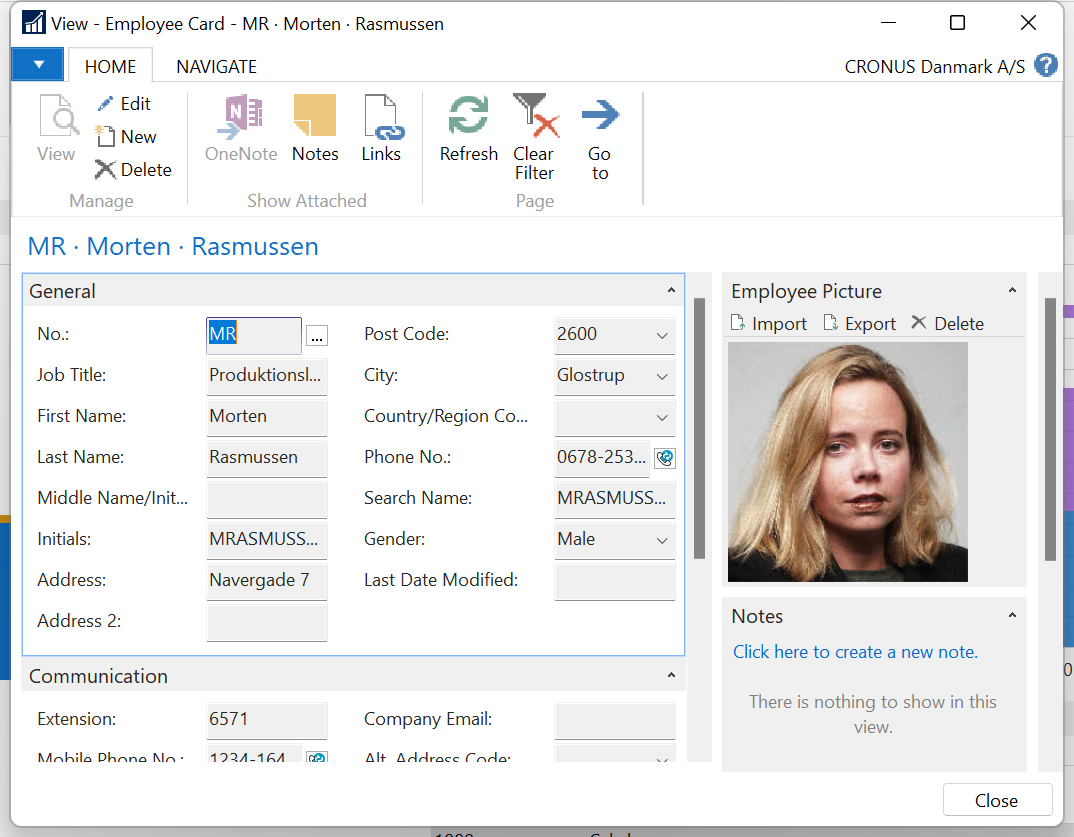 View - Employee Card - MR · Morten · Rasmussen
HOME NAVIGATE CRONUS Danmark A/S ?
View
Edit
New
Delete
Manage
OneNote Notes Links
Show Attached
Refresh Clear Filter Go to
Page
MR · Morten · Rasmussen
General
No.: MR ...
Job Title: Produktionsl...
First Name: Morten
Last Name: Rasmussen
Middle Name/Init...
Initials: MRASMUSS...
Address: Navergade 7
Address 2:
Post Code: 2600
City: Glostrup
Country/Region Co...
Phone No.: 0678-253...
Search Name: MRASMUSS...
Gender: Male
Last Date Modified:
Communication
Extension: 6571
Mobile Phone No.: 1234-164
Company Email:
Alt. Address Code:
Employee Picture
Import Export Delete
Notes
Click here to create a new note.
There is nothing to show in this
view.
Close